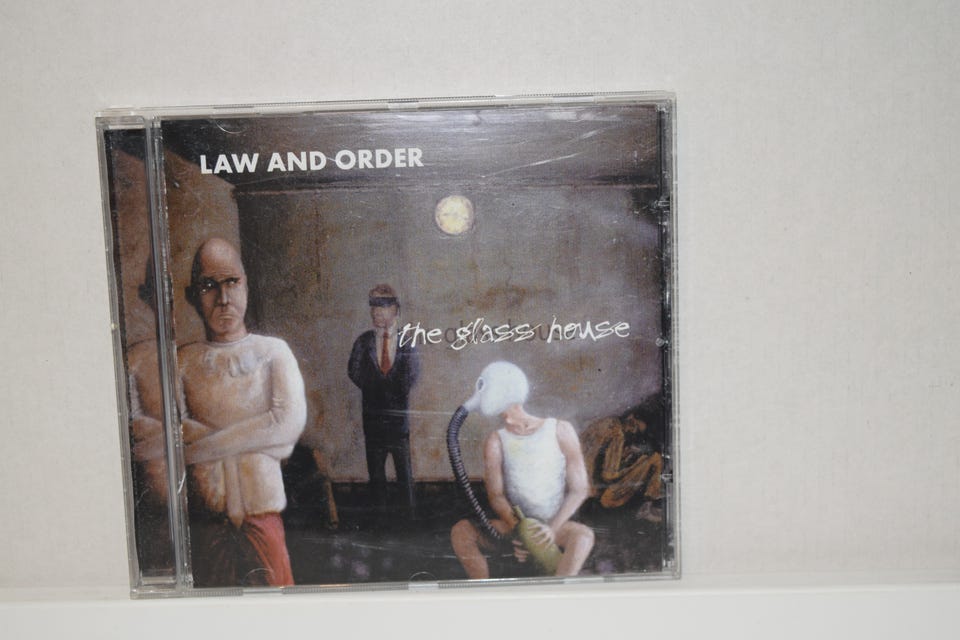 LAW AND ORDER
the glass house